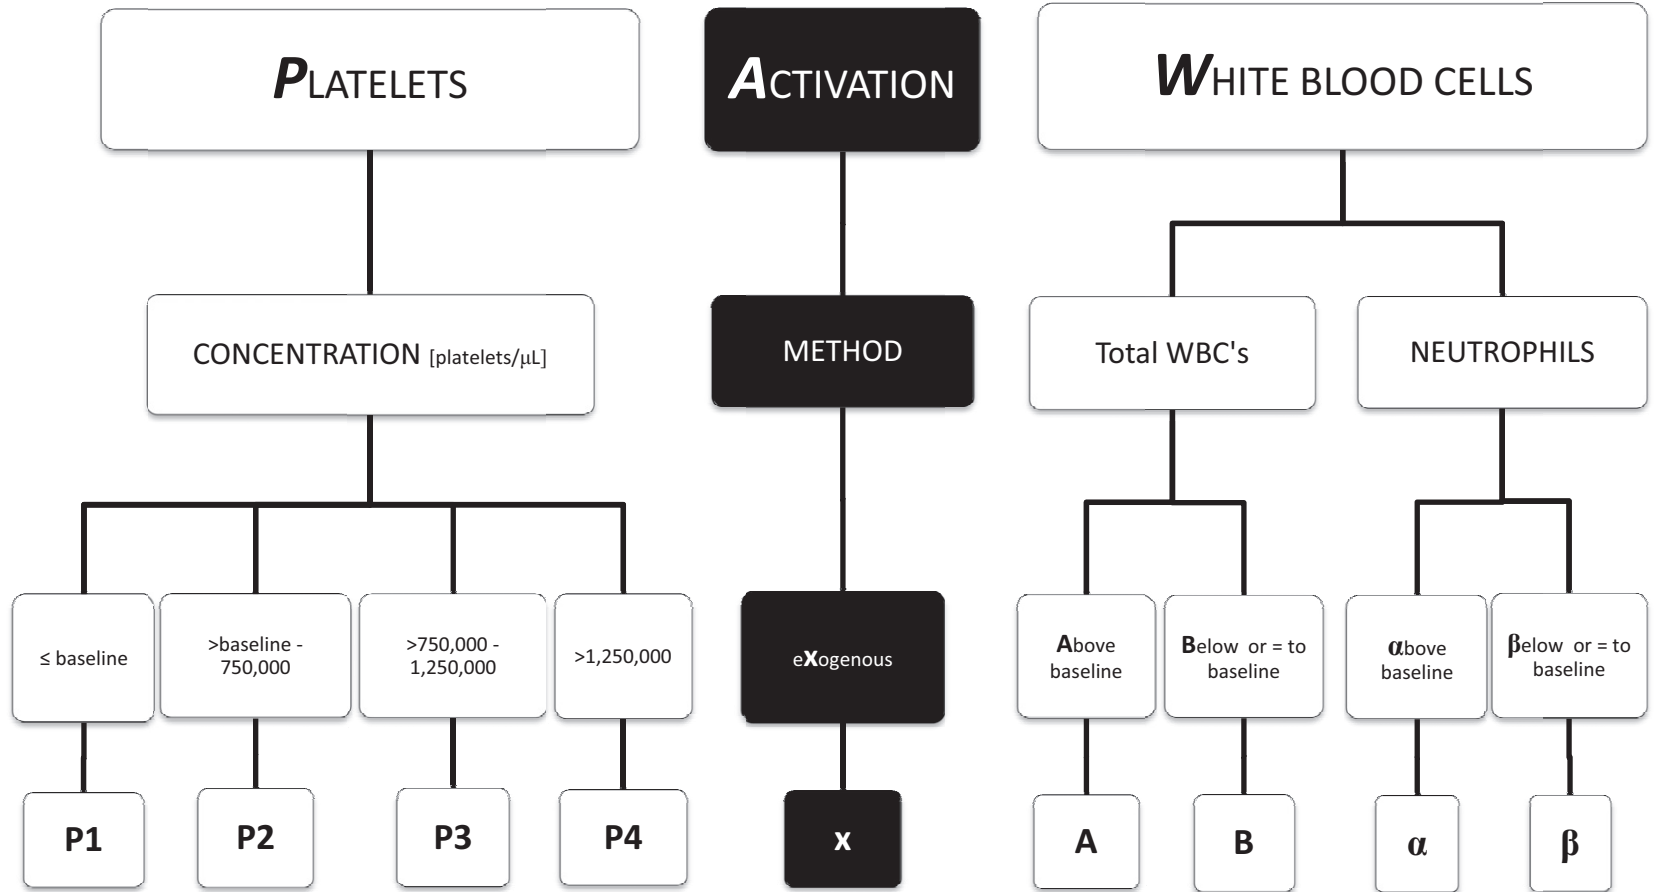 PLATELETS
ACTIVATION
WHITE BLOOD CELLS
CONCENTRATION [platelets/μL]
METHOD
Total WBC's
NEUTROPHILS
≤ baseline
>baseline -
750,000
>750,000 -
1,250,000
>1,250,000
eXogenous
Above
baseline
Below or = to
baseline
αbove
baseline
βelow or = to
baseline
P1
P2
P3
P4
x
A
B
α
β